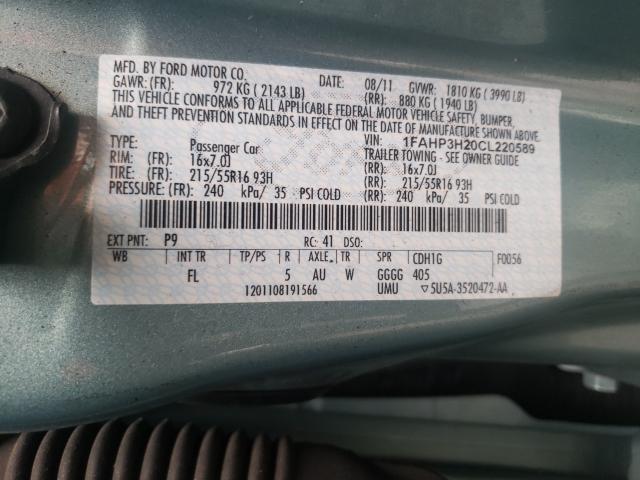 MFD. BY FORD MOTOR CO. DATE: 08/11 GVWR: 1810 KG ( 3990 LB)
GAWR: (FR): 972 KG ( 2143 LB) (RR): 880 KG ( 1940 LB)
THIS VEHICLE CONFORMS TO ALL APPLICABLE FEDERAL MOTOR VEHICLE SAFETY, BUMPER,
AND THEFT PREVENTION STANDARDS IN EFFECT ON THE DATE OF MANUFACTURE SHOWN ABOVE.
VIN: 1FAHP3H20CL220589
TYPE: Passenger Car TRAILER TOWING - SEE OWNER GUIDE
RIM: (FR): 16x7.0J (RR): 16x7.0J
TIRE: (FR): 215/55R16 93H (RR): 215/55R16 93H
PRESSURE: (FR): 240 kPa/ 35 PSI COLD (RR): 240 kPa/ 35 PSI COLD
EXT PNT: P9 RC: 41 DSO: F0056
WB INT TR TP/PS R AXLE TR SPR CDH1G
FL 5 AU W GGGG 405
1201108191566 UMU ▽5U5A-3520472-AA